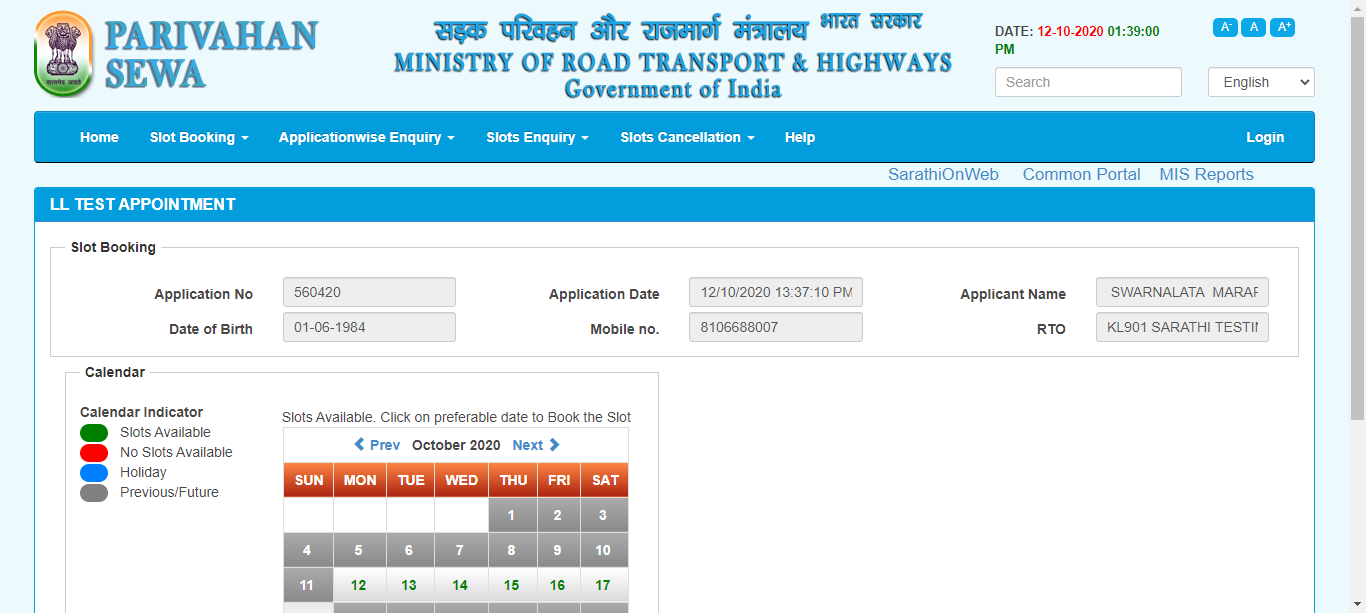 PARIVAHAN SEWA
सड़क परिवहन और राजमार्ग मंत्रालय भारत सरकार
MINISTRY OF ROAD TRANSPORT & HIGHWAYS
Government of India
DATE: 12-10-2020 01:39:00 PM
A- A A+
Search English
Home Slot Booking Applicationwise Enquiry Slots Enquiry Slots Cancellation Help Login
SarathiOnWeb Common Portal MIS Reports
LL TEST APPOINTMENT
Slot Booking
Application No 560420 Application Date 12/10/2020 13:37:10 PM Applicant Name SWARNALATA
Date of Birth 01-06-1984 Mobile no. 8106688007 RTO KL901 SARATHI
Calendar
Calendar Indicator
Slots Available
No Slots Available
Holiday
Previous/Future
Slots Available. Click on preferable date to Book the Slot
Prev October 2020 Next
SUN MON TUE WED THU FRI SAT
1 2 3
4 5 6 7 8 9 10
11 12 13 14 15 16 17